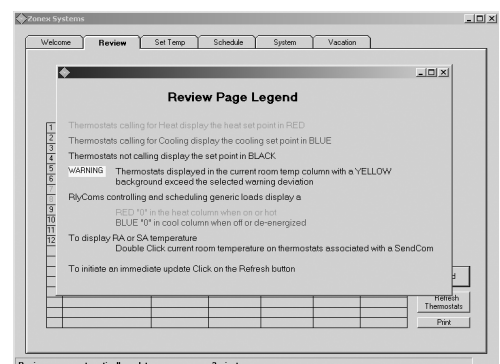 Zonex Systems
Welcome Review Set Temp Schedule System Vacation
Review Page Legend
Thermostats calling for Heat display the heat set point in RED
Thermostats calling for Cooling display the cooling set point in BLUE
Thermostats not calling display the set point in BLACK
WARNING Thermostats displayed in the current room temp column with a YELLOW
background exceed the selected warning deviation
RlyComs controlling and scheduling generic loads display a
RED "0" in the heat column when on or hot
BLUE "0" in cool column when off or de-energized
To display RA or SA temperature
Double Click current room temperature on thermostats associated with a SendCom
To initiate an immediate update Click on the Refresh button
1
2
3
4
5
6
7
8
9
10
11
12
d
Refresh
Thermostats
Print